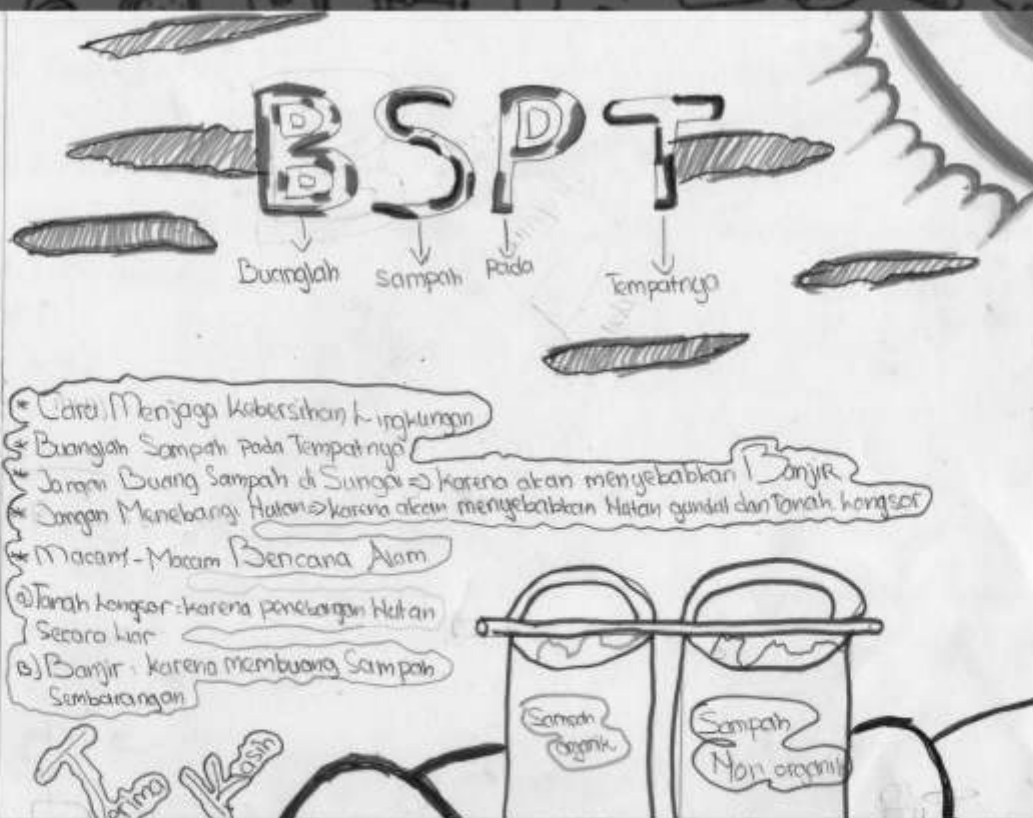 BSPT
Buanglah Sampah Pada Tempatnya
* Cara Menjaga Kebersihan Lingkungan
* Buanglah Sampah Pada Tempatnya
* Jangan Buang Sampah di Sungai => karena akan menyebabkan Banjir
* Jangan Menebang Hutan => karena akan menyebabkan Hutan gundul dan Tanah Longsor
* Macam-Macam Bencana Alam
a) Tanah Longsor : karena penebangan Hutan
Secara Liar
B) Banjir : karena membuang Sampah
Sembarangan
Sampah
organik
Sampah
Non organik
Terima Kasih